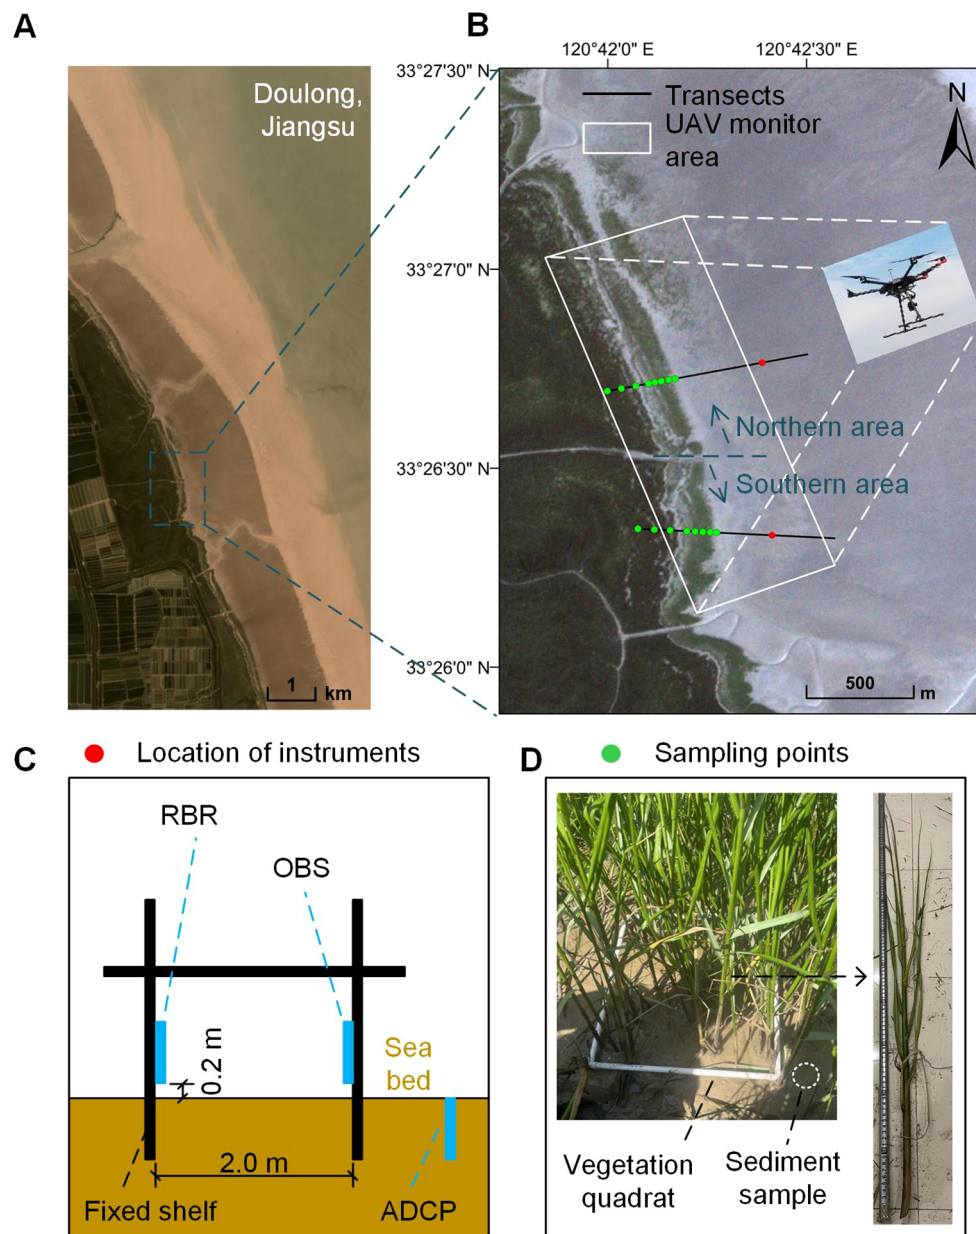 A
Doulong,
Jiangsu
1 km
B
120°42'0" E
120°42'30" E
33°27'30" N
33°27'0" N
33°26'30" N
33°26'0" N
Transects
UAV monitor
area
N
Northern area
Southern area
500 m
C
Location of instruments
RBR
OBS
Sea
bed
0.2 m
2.0 m
Fixed shelf
ADCP
D
Sampling points
Vegetation
quadrat
Sediment
sample